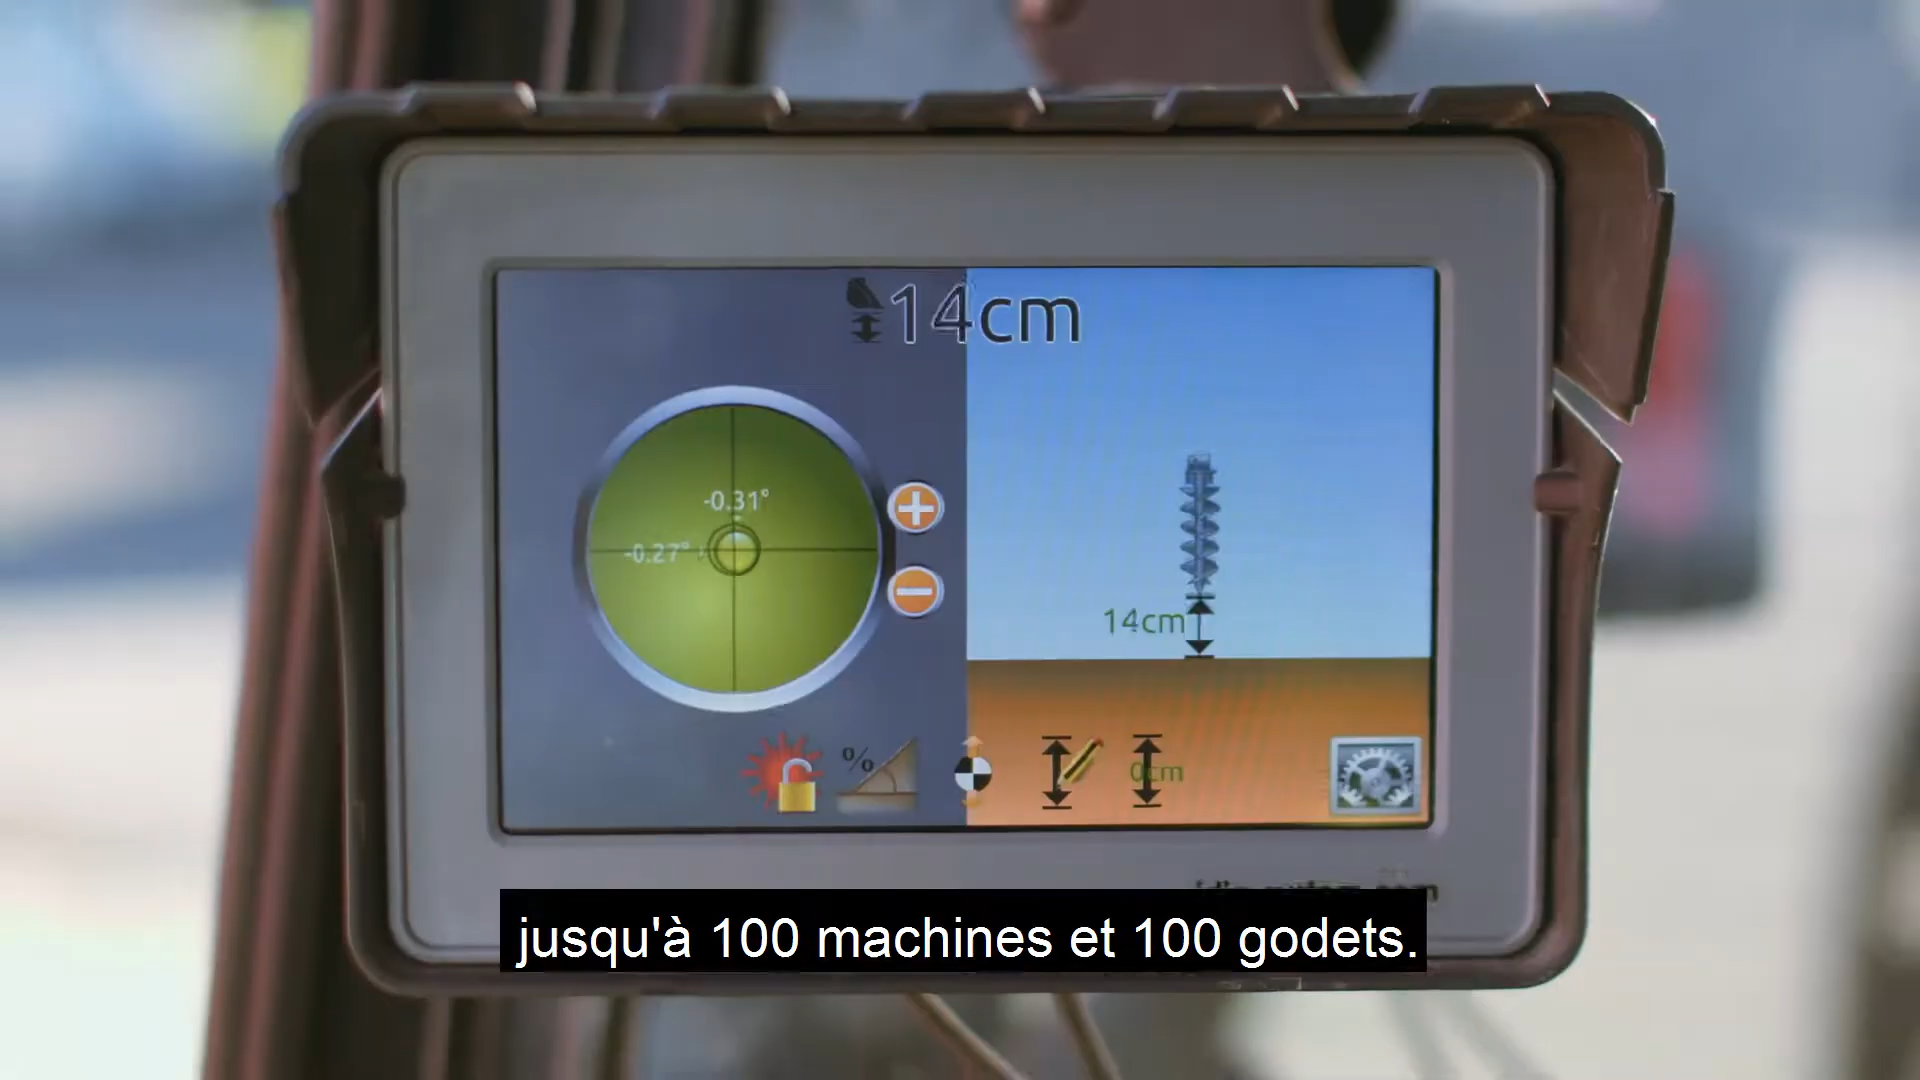 14cm
-0.31°
-0.27°
14cm
%
0cm
jusqu'à 100 machines et 100 godets.